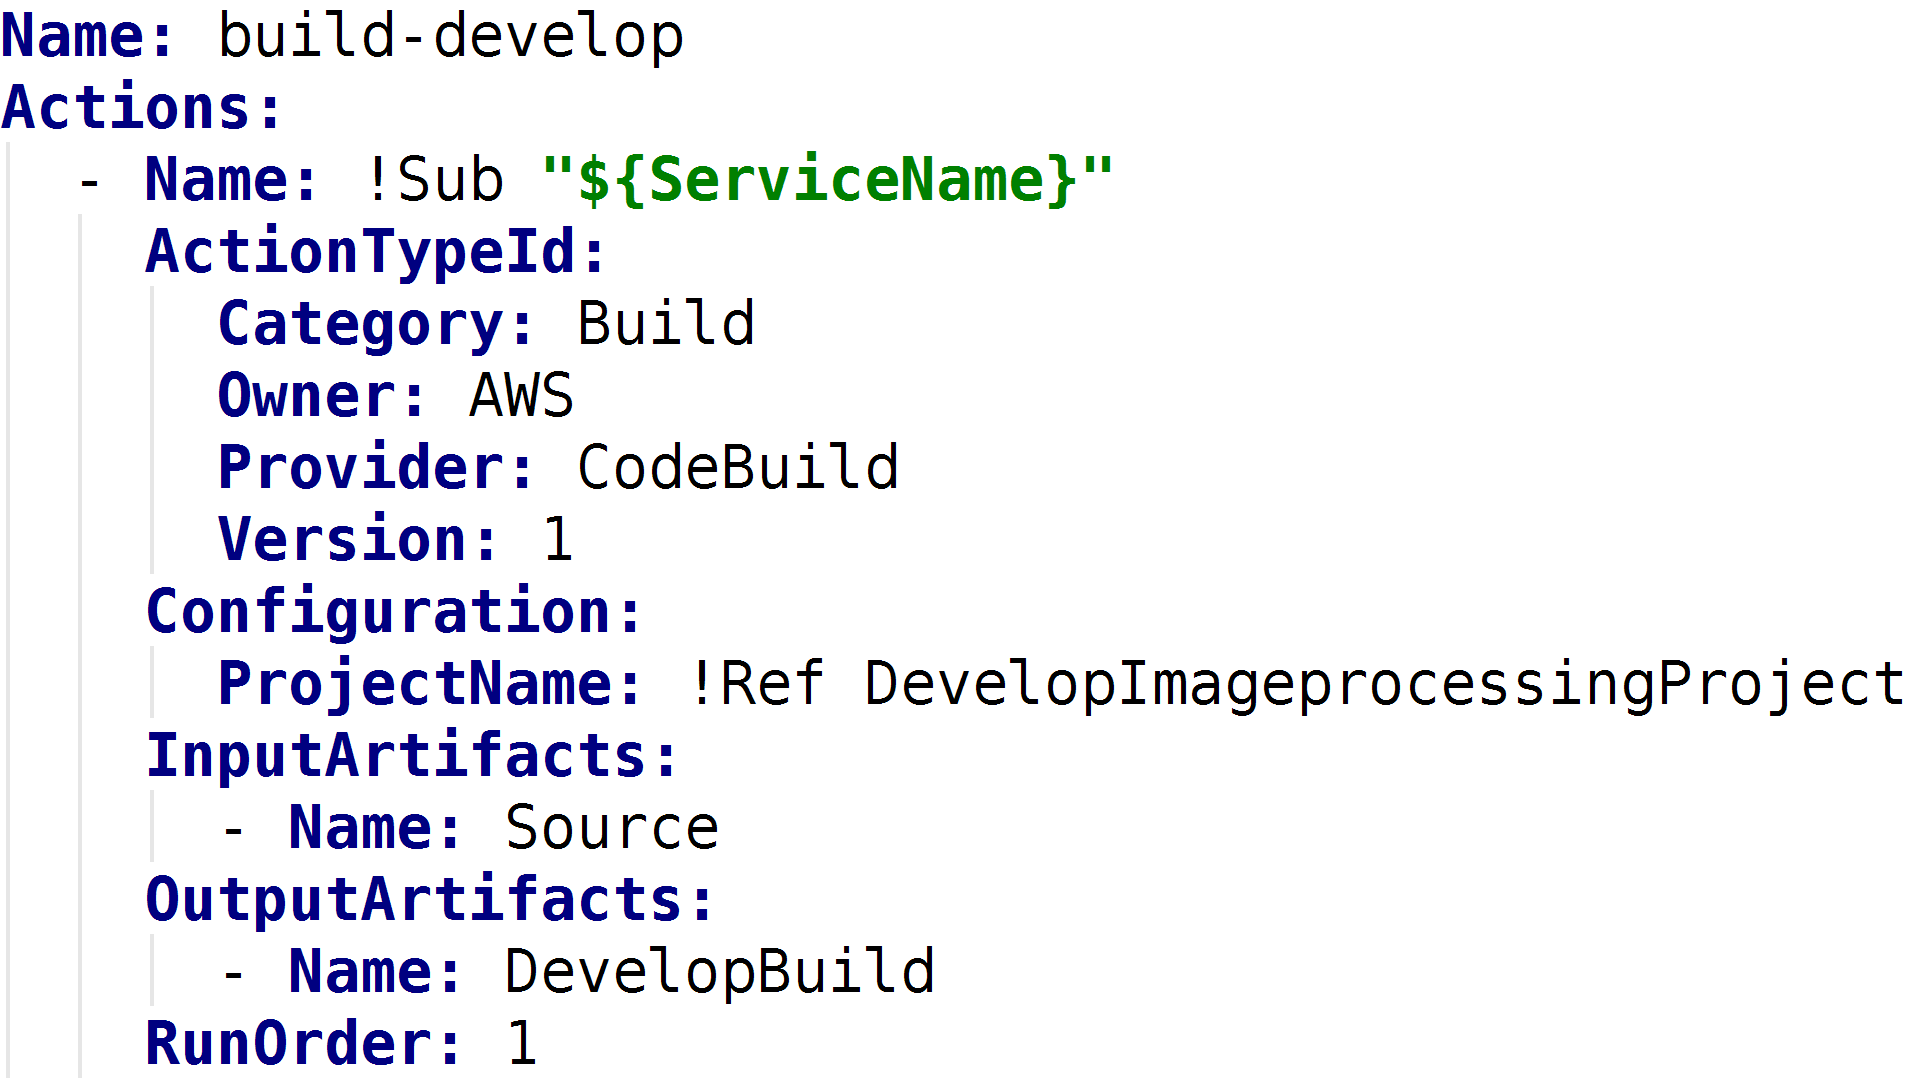 Name: build-develop
Actions:
  - Name: !Sub "${ServiceName}"
    ActionTypeId:
      Category: Build
      Owner: AWS
      Provider: CodeBuild
      Version: 1
    Configuration:
      ProjectName: !Ref DevelopImageprocessingProject
    InputArtifacts:
      - Name: Source
    OutputArtifacts:
      - Name: DevelopBuild
    RunOrder: 1